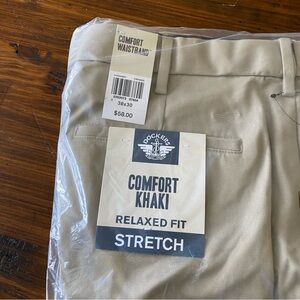 COMFORT
WAISTBAND
38x30
$58.00
DOCKERS
COMFORT
KHAKI
RELAXED FIT
STRETCH